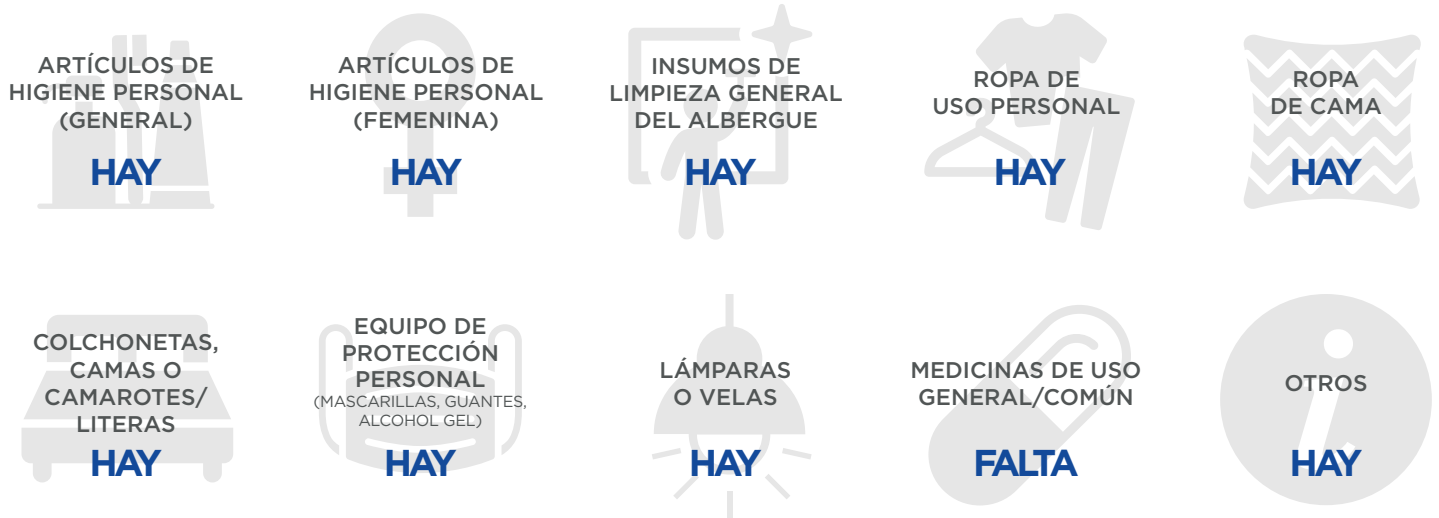 ARTÍCULOS DE
HIGIENE PERSONAL
(GENERAL)
HAY
ARTÍCULOS DE
HIGIENE PERSONAL
(FEMENINA)
HAY
INSUMOS DE
LIMPIEZA GENERAL
DEL ALBERGUE
HAY
ROPA DE
USO PERSONAL
HAY
ROPA
DE CAMA
HAY
COLCHONETAS,
CAMAS O
CAMAROTES/
LITERAS
HAY
EQUIPO DE
PROTECCIÓN
PERSONAL
(MASCARILLAS, GUANTES,
ALCOHOL GEL)
HAY
LÁMPARAS
O VELAS
HAY
MEDICINAS DE USO
GENERAL/COMÚN
FALTA
OTROS
HAY